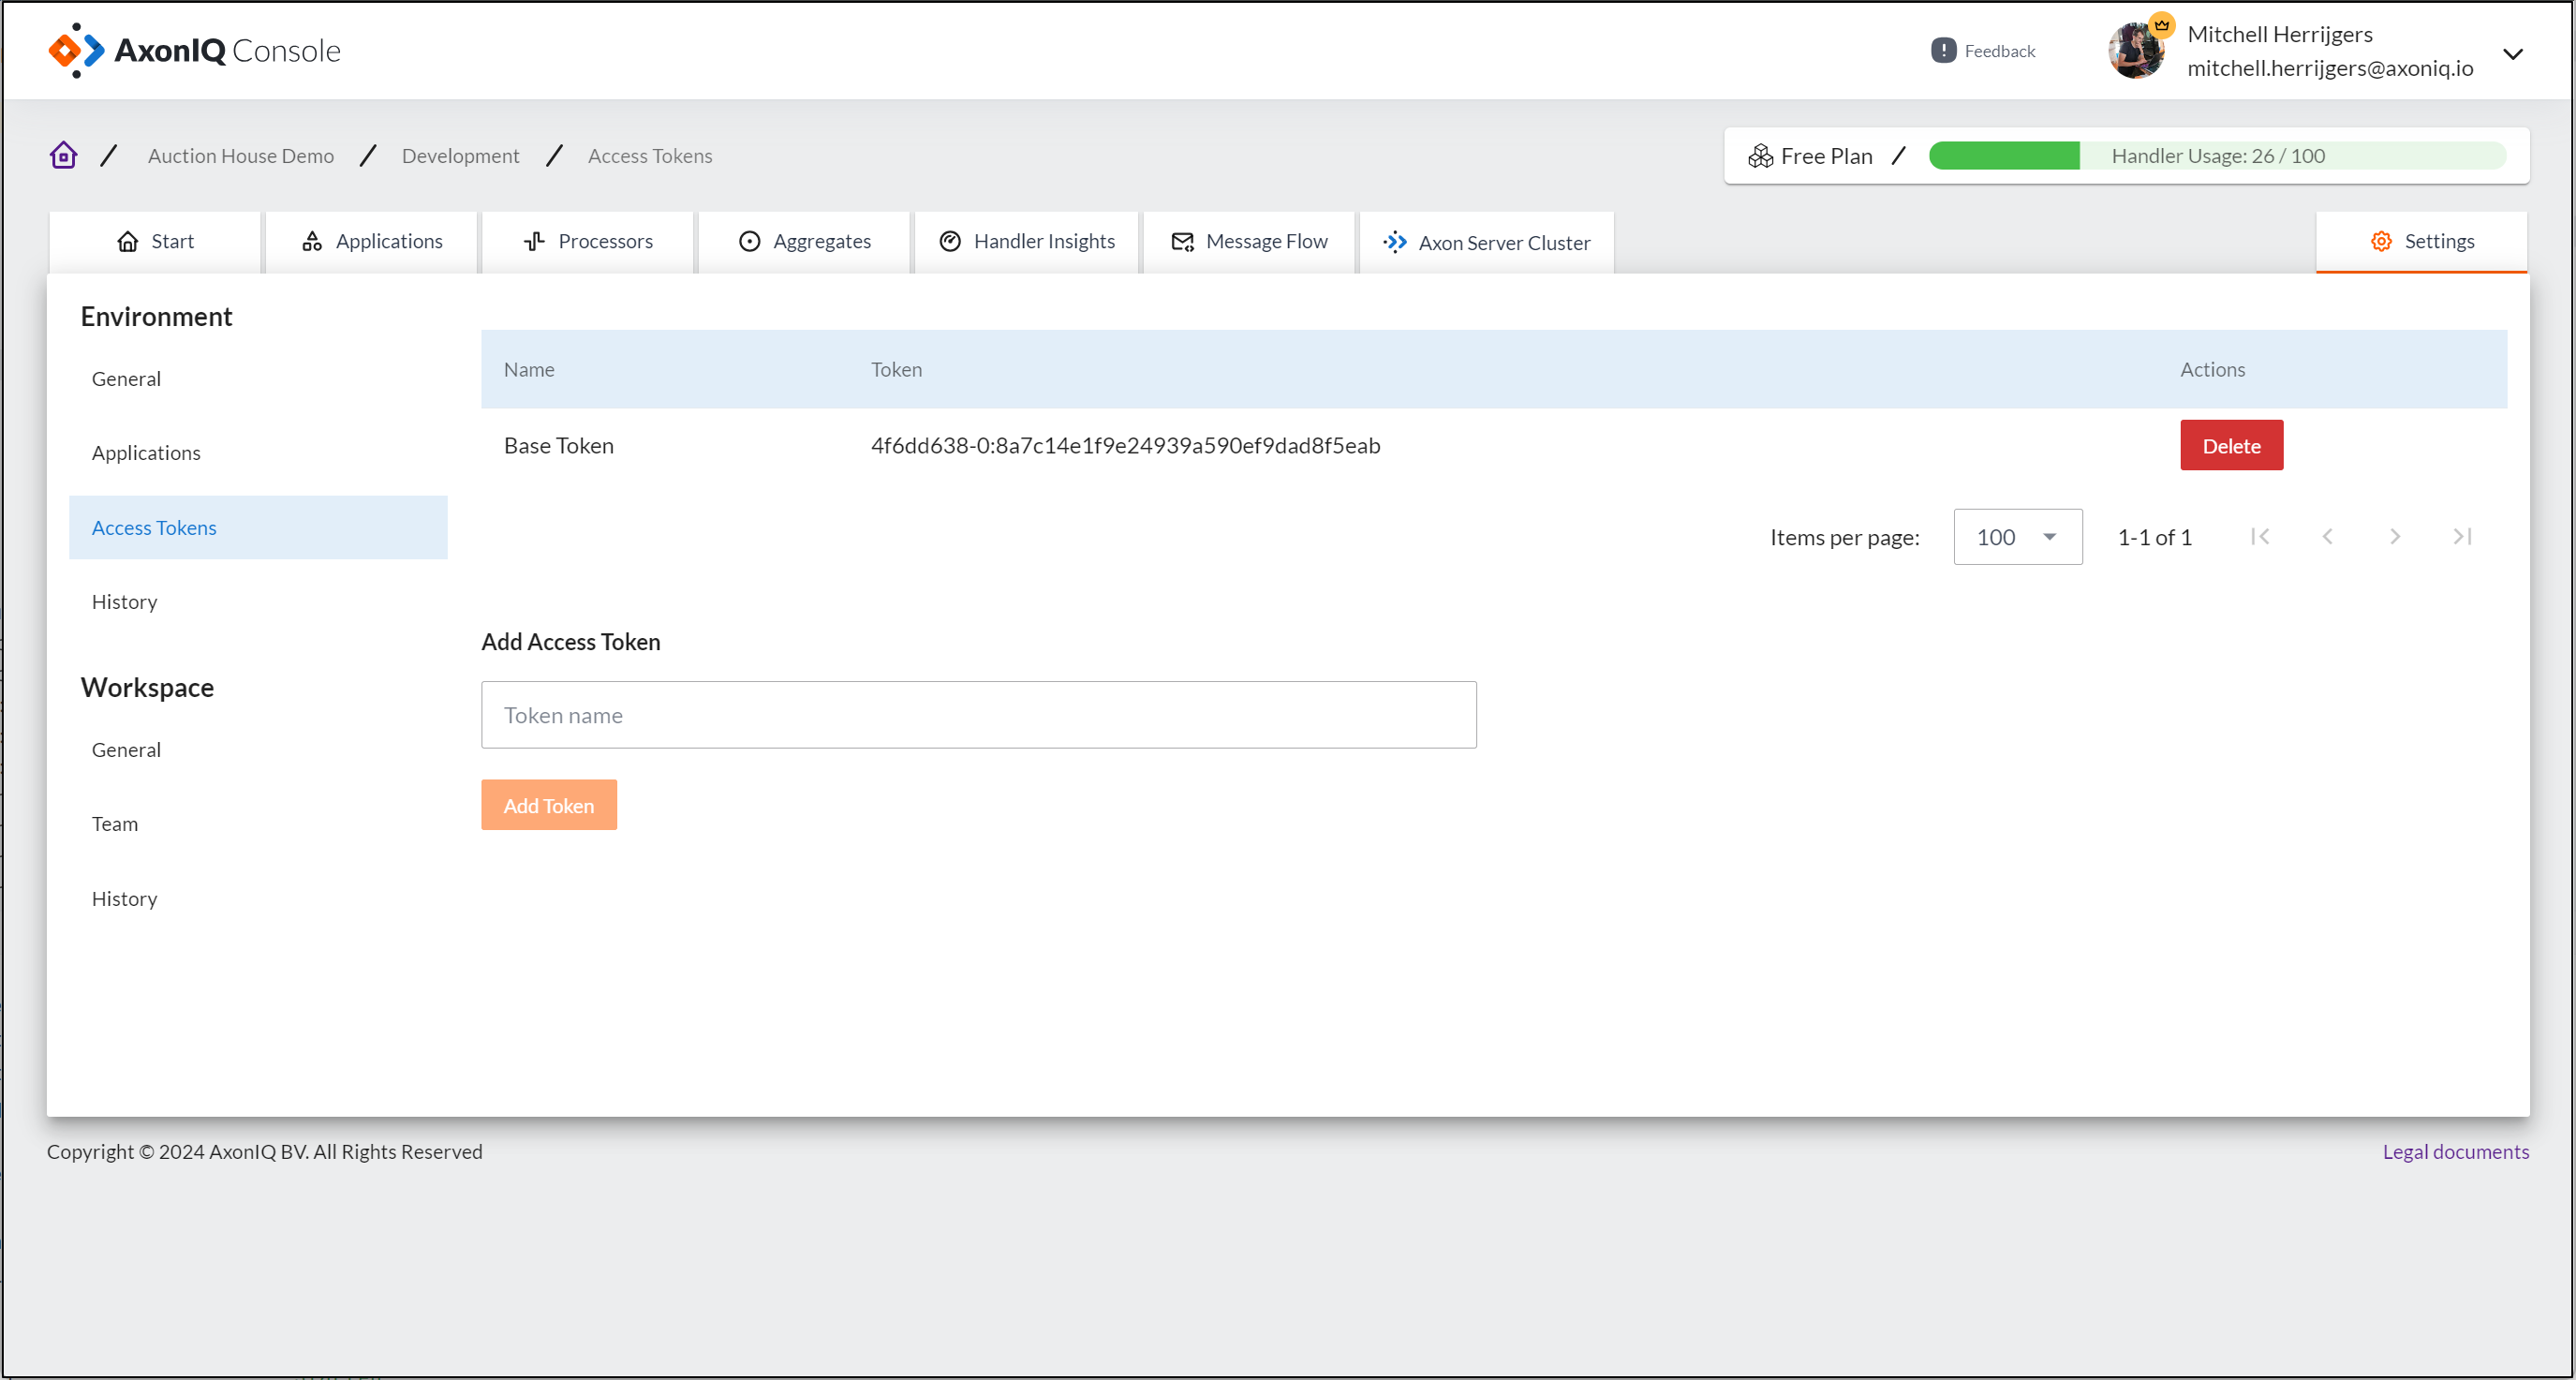 AxonIQ Console
Feedback
Mitchell Herrijgers
mitchell.herrijgers@axoniq.io
/ Auction House Demo / Development / Access Tokens
Free Plan / Handler Usage: 26 / 100
Start Applications Processors Aggregates Handler Insights Message Flow Axon Server Cluster Settings
Environment
General
Applications
Access Tokens
History
Workspace
General
Team
History
Name Token Actions
Base Token 4f6dd638-0:8a7c14e1f9e24939a590ef9dad8f5eab Delete
Items per page: 100 1-1 of 1
Add Access Token
Token name
Add Token
Copyright © 2024 AxonIQ BV. All Rights Reserved
Legal documents